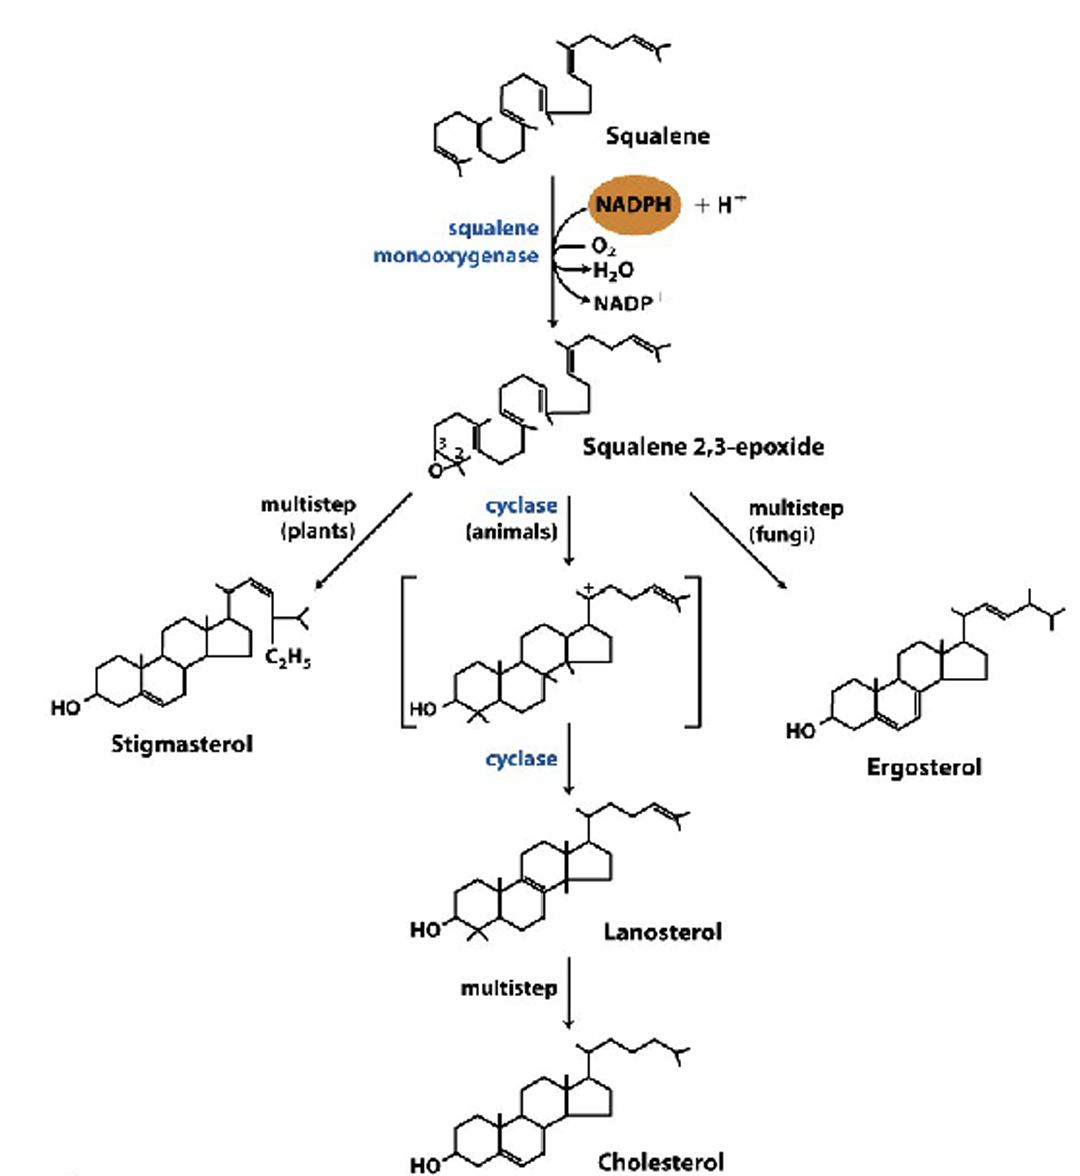 Squalene
NADPH + H⁺
squalene
monooxygenase
O₂
H₂O
NADP⁺
3 2
O
Squalene 2,3-epoxide
multistep
(plants)
cyclase
(animals)
multistep
(fungi)
+
C₂H₅
HO
Stigmasterol
HO
HO
Ergosterol
cyclase
HO
Lanosterol
multistep
HO
Cholesterol